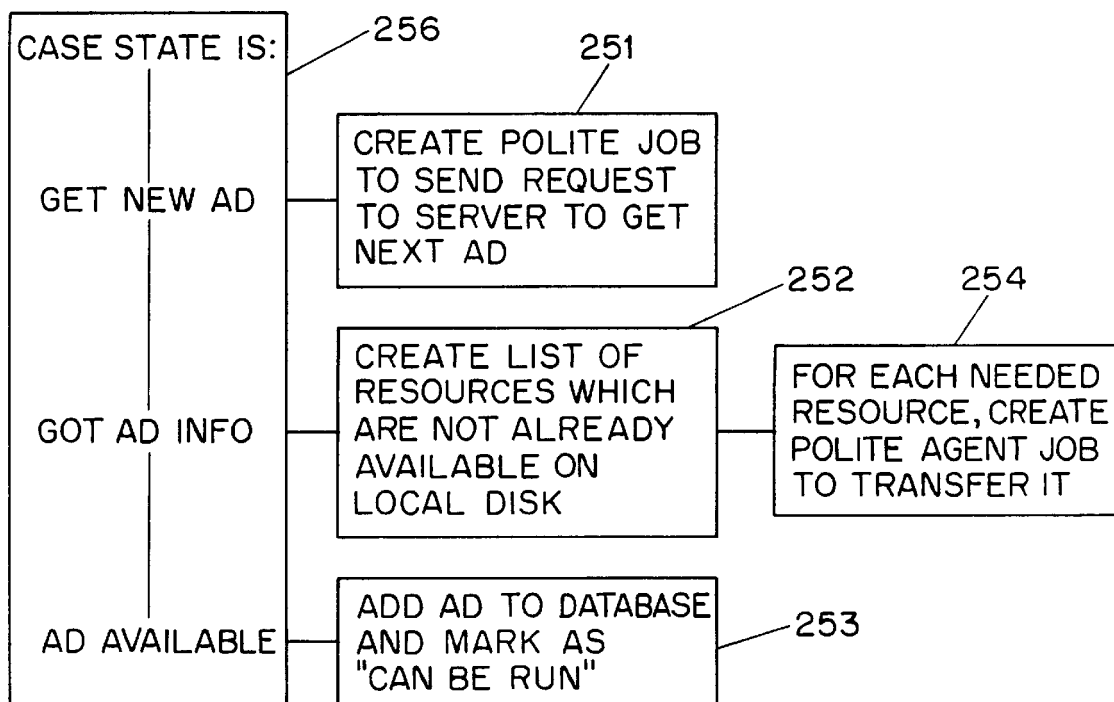 CASE STATE IS:
256
251
CREATE POLITE JOB
TO SEND REQUEST
TO SERVER TO GET
NEXT AD
GET NEW AD
252
254
CREATE LIST OF
RESOURCES WHICH
ARE NOT ALREADY
AVAILABLE ON
LOCAL DISK
GOT AD INFO
FOR EACH NEEDED
RESOURCE, CREATE
POLITE AGENT JOB
TO TRANSFER IT
AD AVAILABLE
ADD AD TO DATABASE
AND MARK AS
"CAN BE RUN"
253